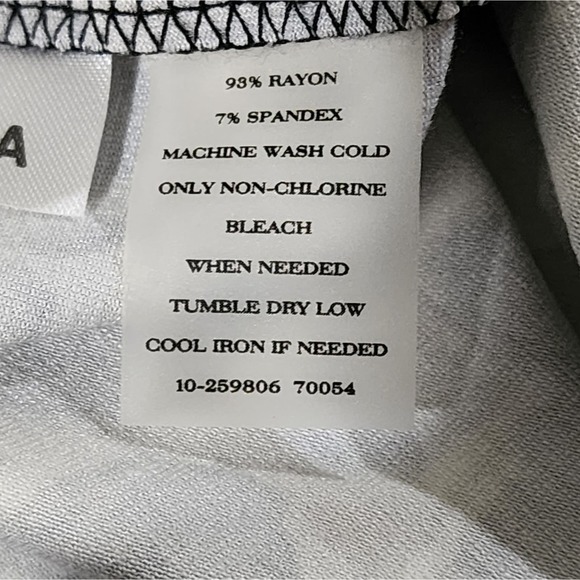 A
93% RAYON
7% SPANDEX
MACHINE WASH COLD
ONLY NON-CHLORINE
BLEACH
WHEN NEEDED
TUMBLE DRY LOW
COOL IRON IF NEEDED
10-259806 70054